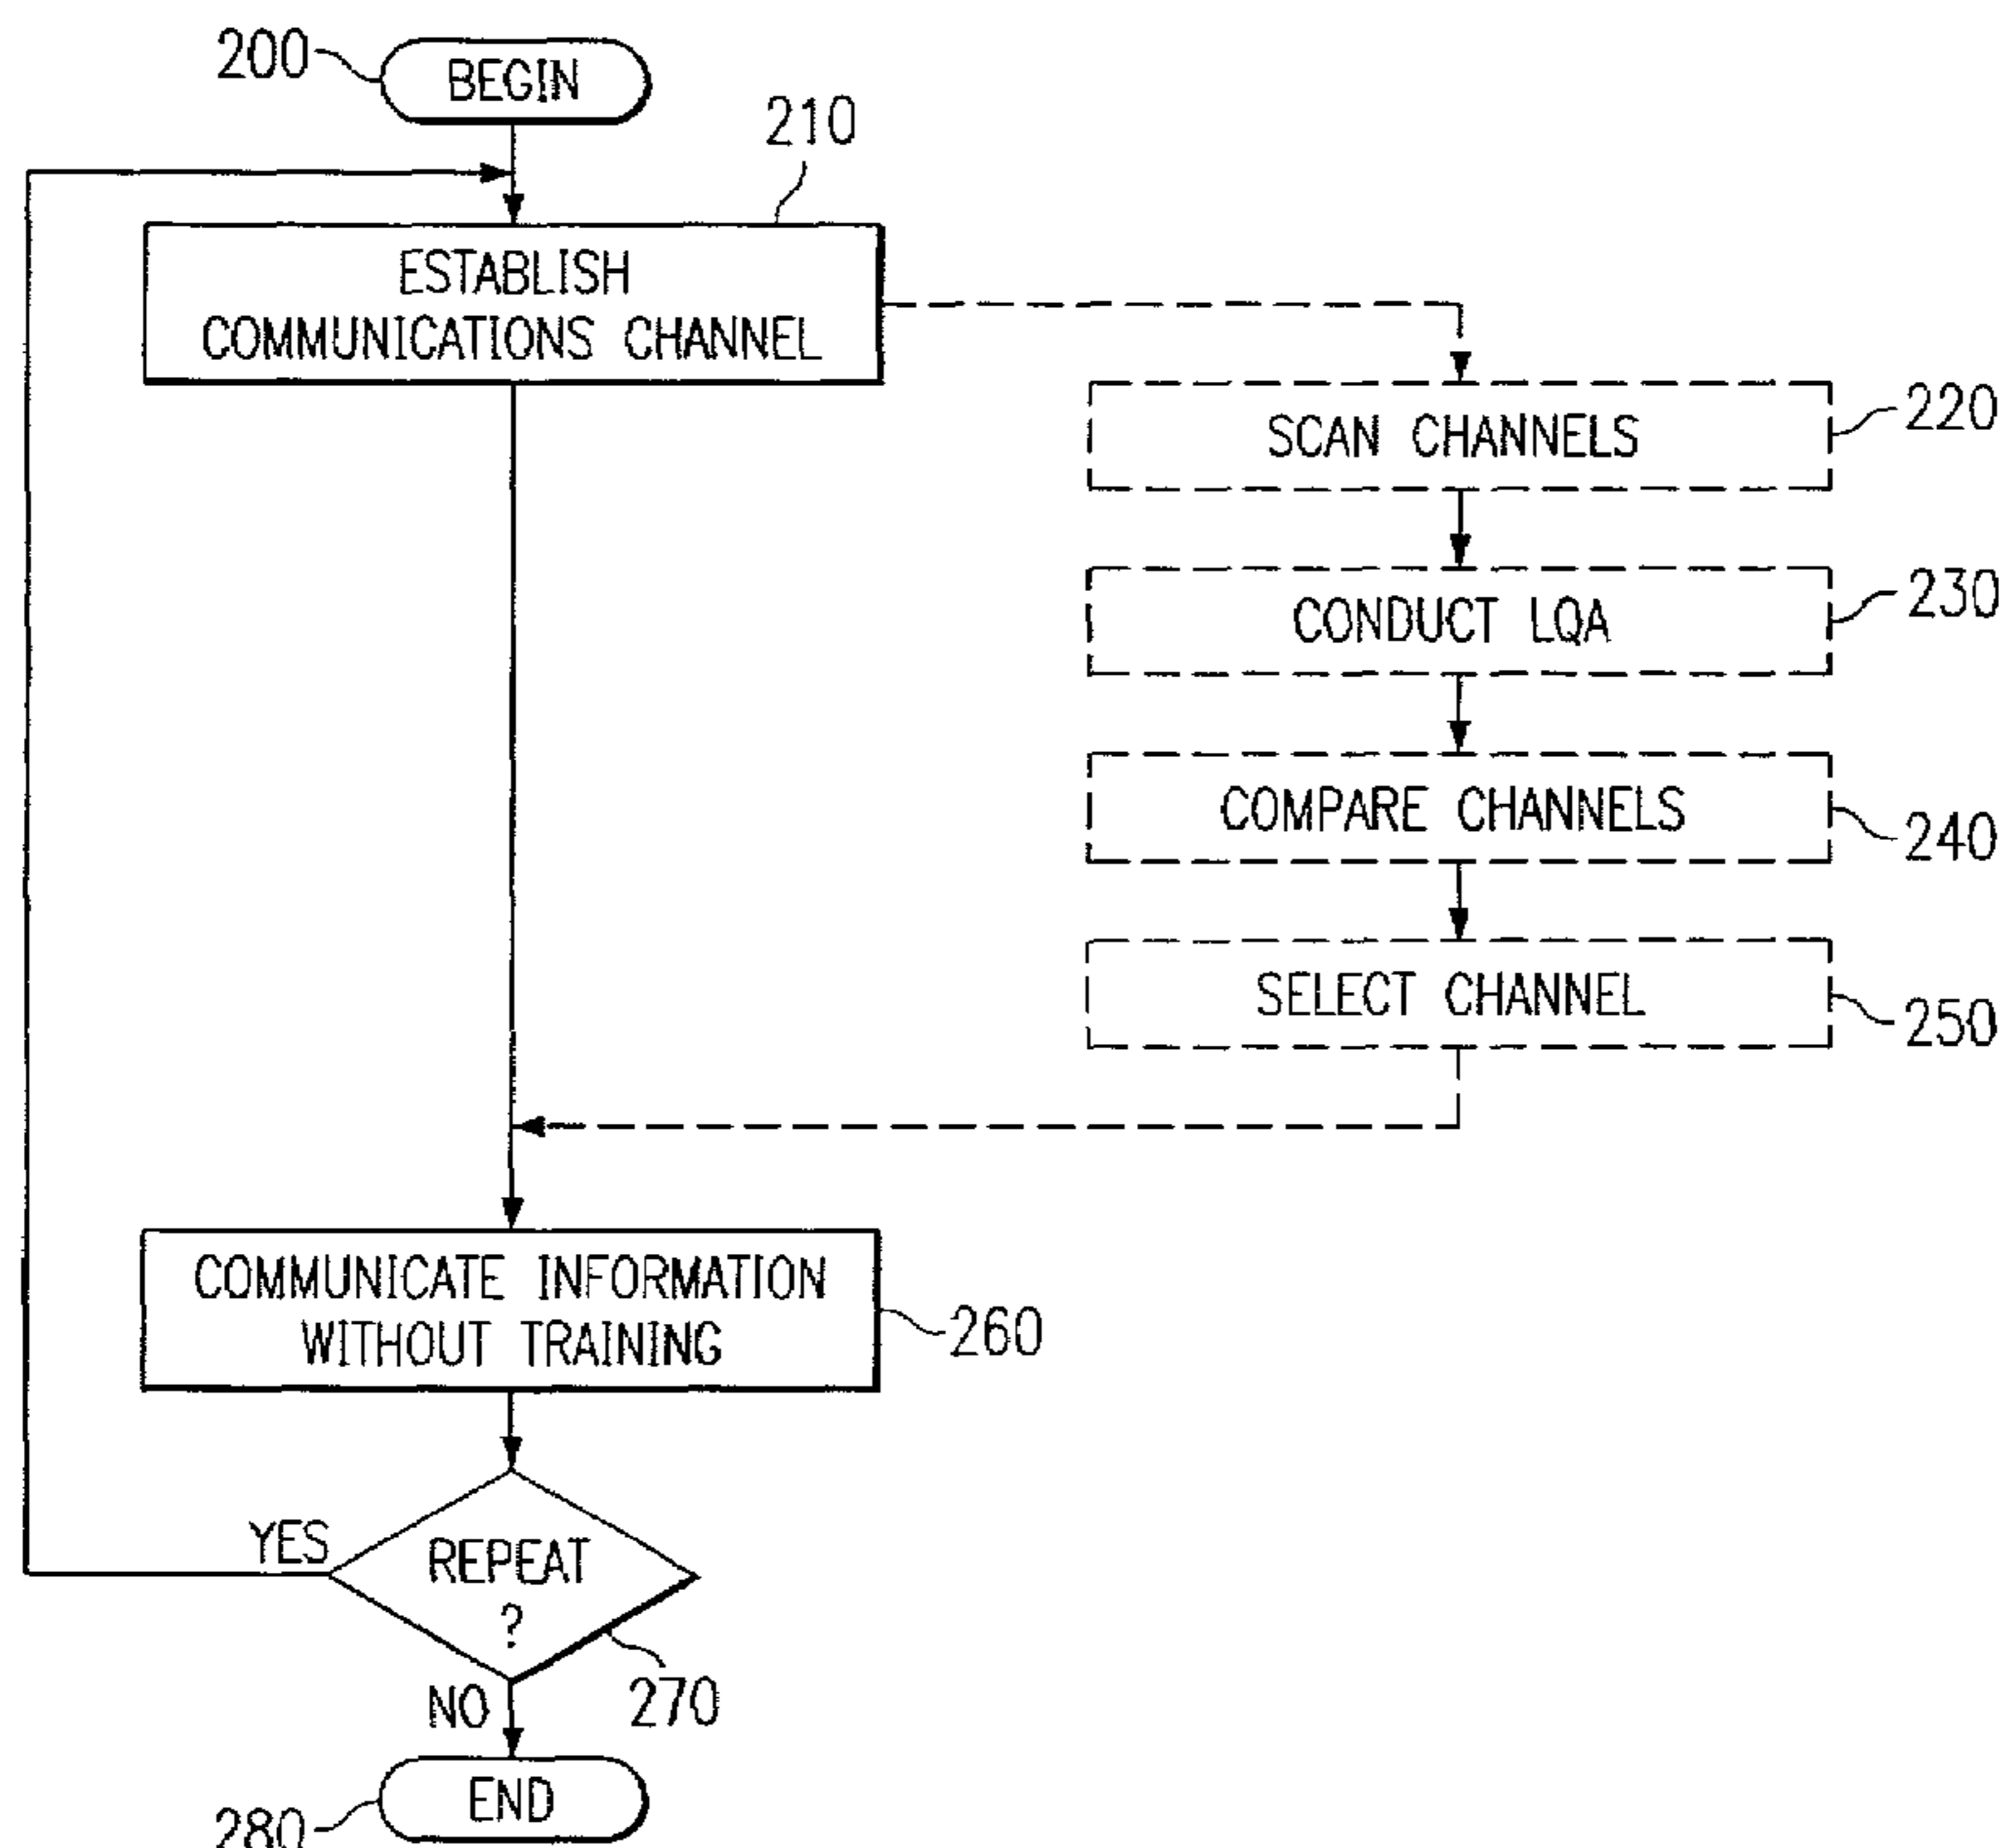 200
BEGIN
210
ESTABLISH
COMMUNICATIONS CHANNEL
SCAN CHANNELS
220
CONDUCT LQA
230
COMPARE CHANNELS
240
SELECT CHANNEL
250
COMMUNICATE INFORMATION
WITHOUT TRAINING
260
YES
REPEAT
?
270
NO
END
280